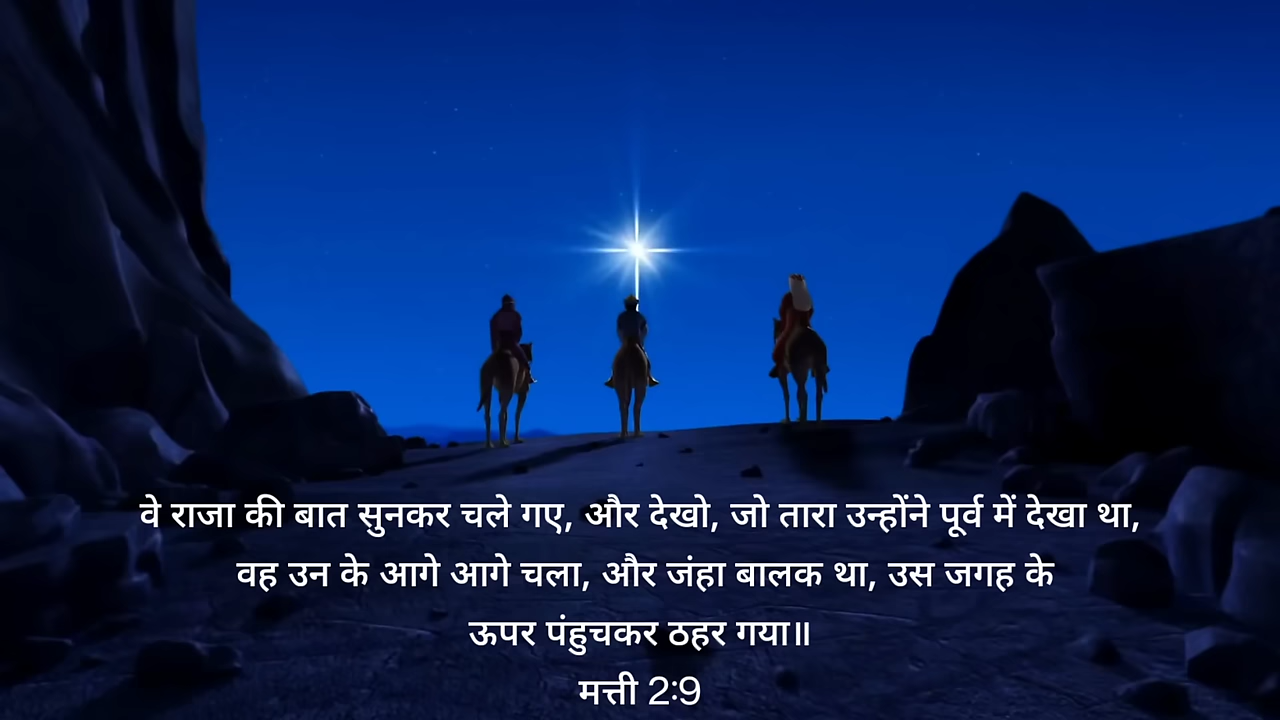 वे राजा की बात सुनकर चले गए, और देखो, जो तारा उन्होंने पूर्व में देखा था,
वह उन के आगे आगे चला, और जंहा बालक था, उस जगह के
ऊपर पंहुचकर ठहर गया॥
मत्ती 2:9